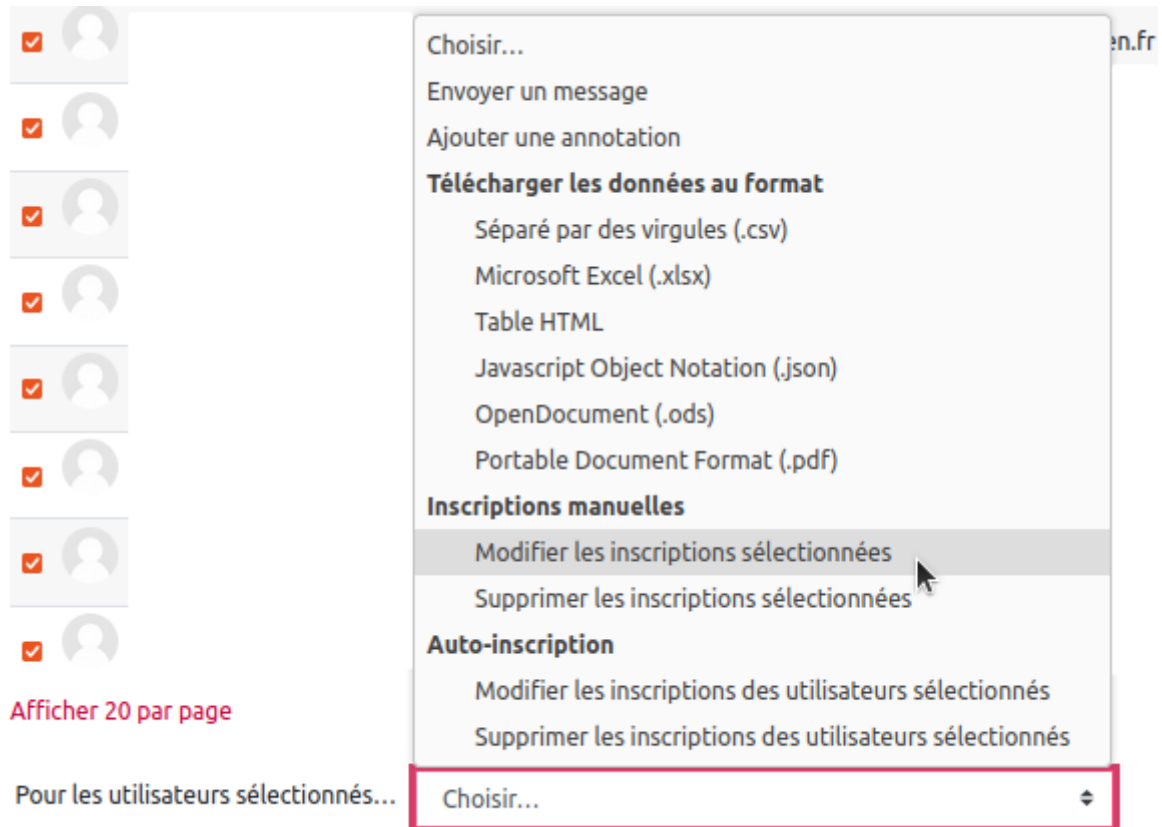 Choisir...
en.fr
Envoyer un message
Ajouter une annotation
Télécharger les données au format
Séparé par des virgules (.csv)
Microsoft Excel (.xlsx)
Table HTML
Javascript Object Notation (.json)
OpenDocument (.ods)
Portable Document Format (.pdf)
Inscriptions manuelles
Modifier les inscriptions sélectionnées
Supprimer les inscriptions sélectionnées
Auto-inscription
Modifier les inscriptions des utilisateurs sélectionnés
Supprimer les inscriptions des utilisateurs sélectionnés
Afficher 20 par page
Pour les utilisateurs sélectionnés... Choisir...